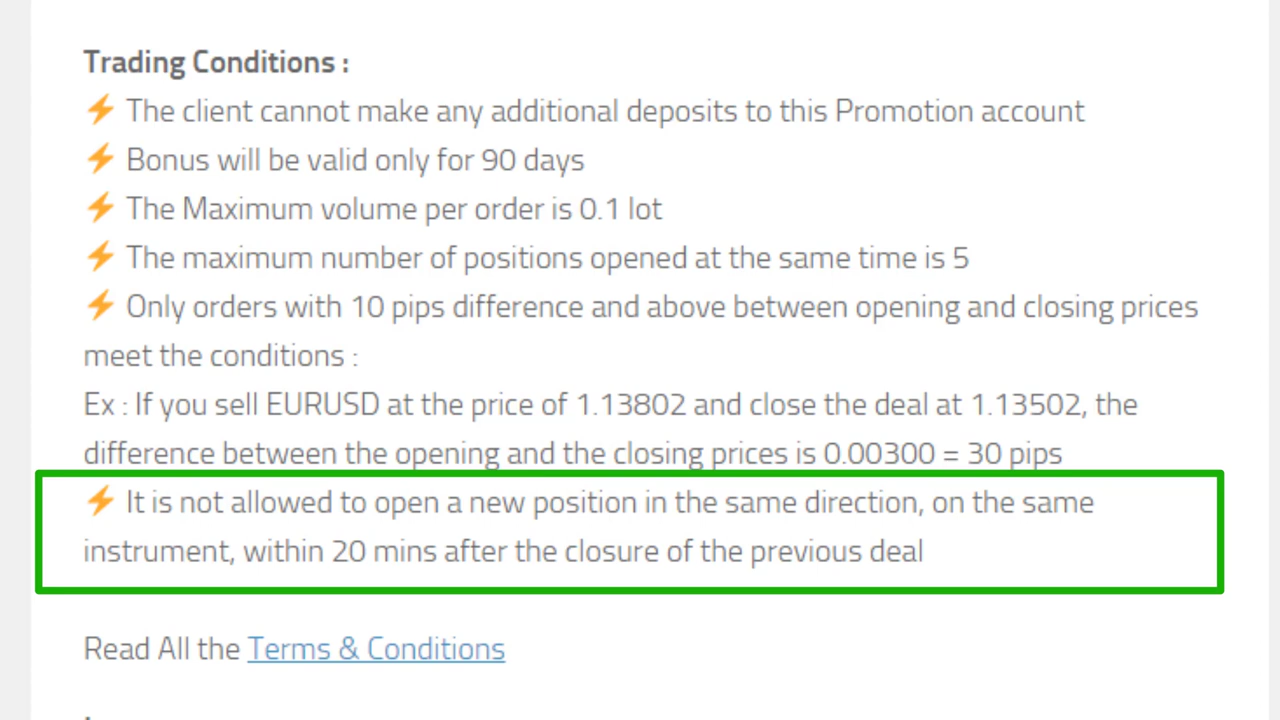 Trading Conditions :
⚡ The client cannot make any additional deposits to this Promotion account
⚡ Bonus will be valid only for 90 days
⚡ The Maximum volume per order is 0.1 lot
⚡ The maximum number of positions opened at the same time is 5
⚡ Only orders with 10 pips difference and above between opening and closing prices
meet the conditions :
Ex : If you sell EURUSD at the price of 1.13802 and close the deal at 1.13502, the
difference between the opening and the closing prices is 0.00300 = 30 pips
⚡ It is not allowed to open a new position in the same direction, on the same
instrument, within 20 mins after the closure of the previous deal
Read All the Terms & Conditions